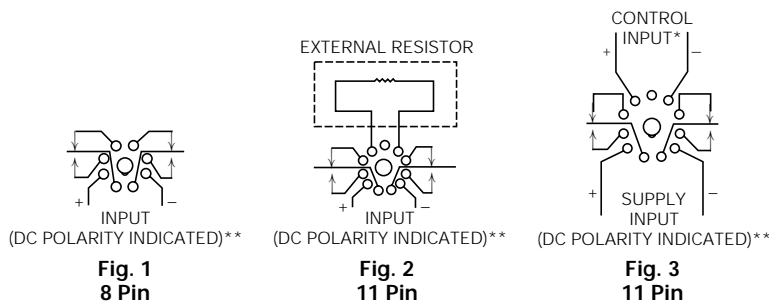 CONTROL
INPUT*
+ −
EXTERNAL RESISTOR
+ −
INPUT
(DC POLARITY INDICATED)**
Fig. 1
8 Pin
+ −
INPUT
(DC POLARITY INDICATED)**
Fig. 2
11 Pin
+ −
SUPPLY
INPUT
(DC POLARITY INDICATED)**
Fig. 3
11 Pin